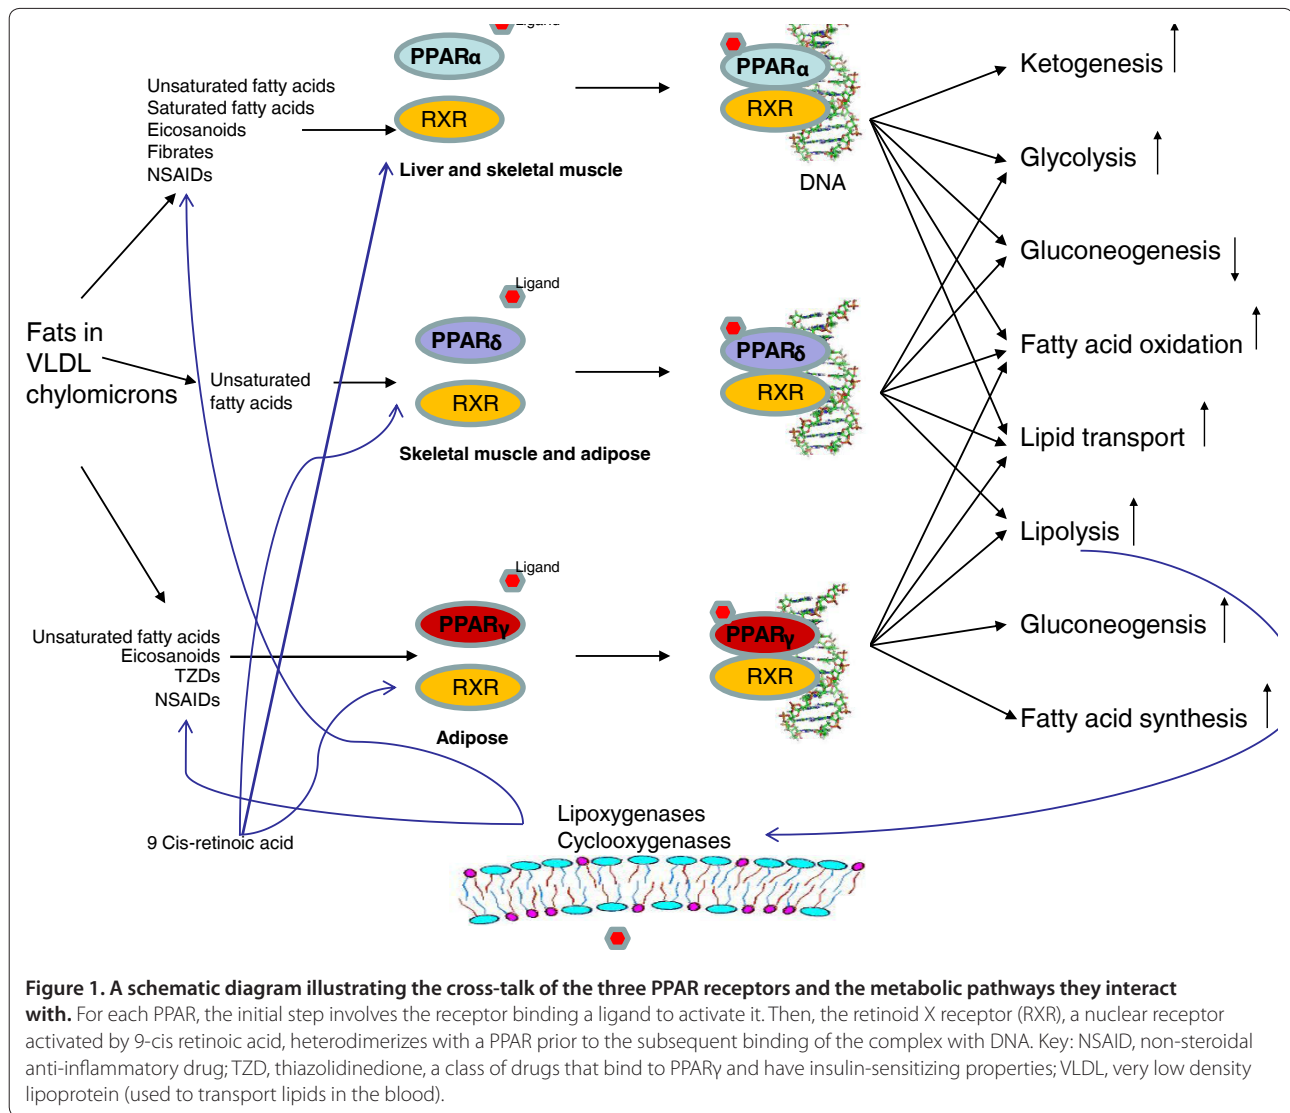 Ligand
PPARα
RXR
Liver and skeletal muscle
Unsaturated fatty acids
Saturated fatty acids
Eicosanoids
Fibrates
NSAIDs
PPARα
RXR
DNA
Ketogenesis
Glycolysis
Gluconeogenesis
Fatty acid oxidation
Lipid transport
Lipolysis
Gluconeogensis
Fatty acid synthesis
Fats in
VLDL
chylomicrons
Unsaturated
fatty acids
Ligand
PPARδ
RXR
Skeletal muscle and adipose
PPARδ
RXR
Unsaturated fatty acids
Eicosanoids
TZDs
NSAIDs
Ligand
PPARγ
RXR
Adipose
PPARγ
RXR
9 Cis-retinoic acid
Lipoxygenases
Cyclooxygenases
Figure 1. A schematic diagram illustrating the cross-talk of the three PPAR receptors and the metabolic pathways they interact
with. For each PPAR, the initial step involves the receptor binding a ligand to activate it. Then, the retinoid X receptor (RXR), a nuclear receptor
activated by 9-cis retinoic acid, heterodimerizes with a PPAR prior to the subsequent binding of the complex with DNA. Key: NSAID, non-steroidal
anti-inflammatory drug; TZD, thiazolidinedione, a class of drugs that bind to PPARγ and have insulin-sensitizing properties; VLDL, very low density
lipoprotein (used to transport lipids in the blood).